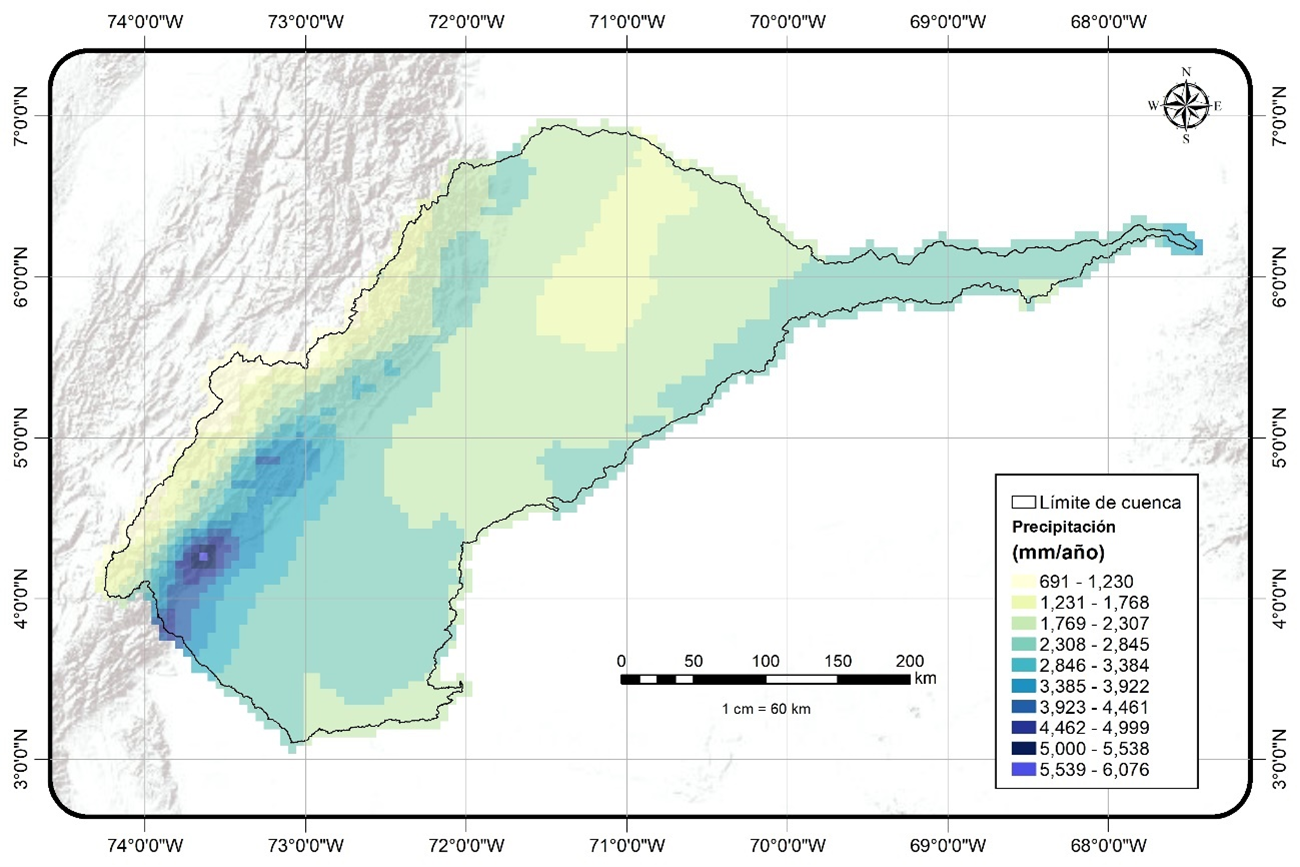 74°0'0"W 73°0'0"W 72°0'0"W 71°0'0"W 70°0'0"W 69°0'0"W 68°0'0"W
N
W E
S
7°0'0"N 7°0'0"N
6°0'0"N 6°0'0"N
5°0'0"N 5°0'0"N
4°0'0"N 4°0'0"N
3°0'0"N 3°0'0"N
0 50 100 150 200
km
1 cm = 60 km
Límite de cuenca
Precipitación
(mm/año)
691 - 1,230
1,231 - 1,768
1,769 - 2,307
2,308 - 2,845
2,846 - 3,384
3,385 - 3,922
3,923 - 4,461
4,462 - 4,999
5,000 - 5,538
5,539 - 6,076
74°0'0"W 73°0'0"W 72°0'0"W 71°0'0"W 70°0'0"W 69°0'0"W 68°0'0"W